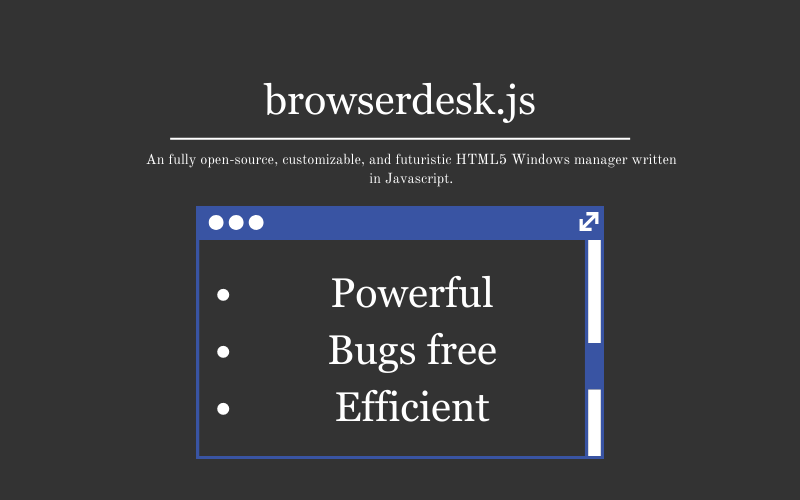 browserdesk.js
An fully open-source, customizable, and futuristic HTML5 Windows manager written
in Javascript.
• Powerful
• Bugs free
• Efficient